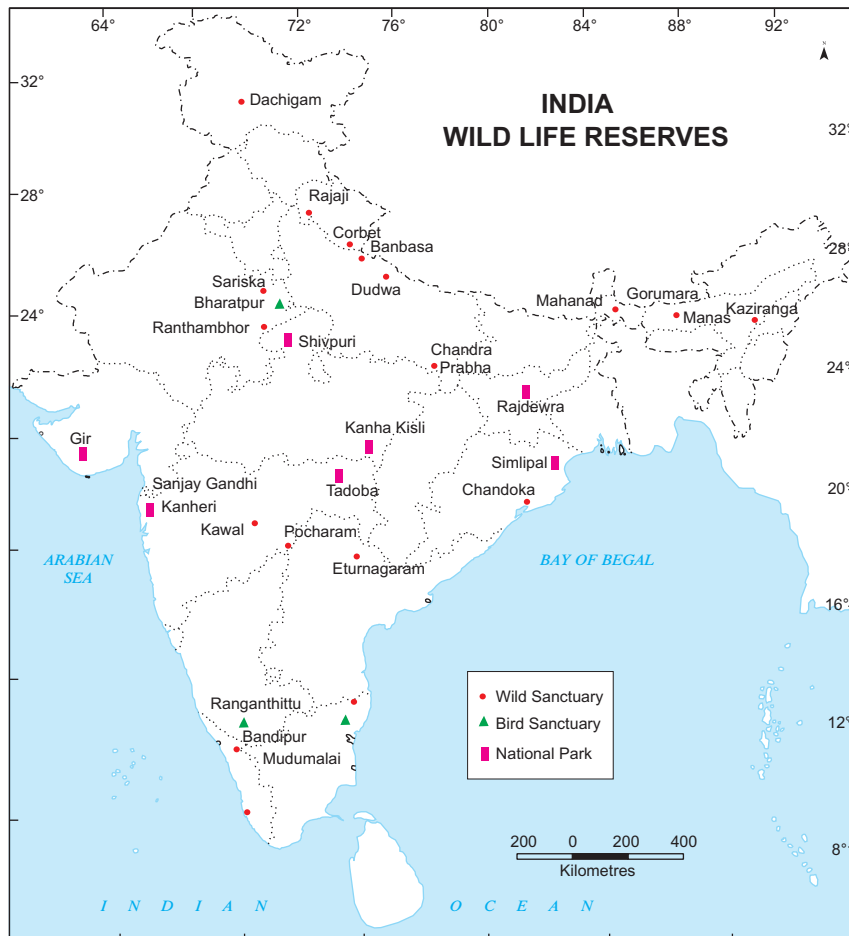 64°
72°
76°
80°
84°
88°
92°
N
32°
Dachigam
INDIA
WILD LIFE RESERVES
32°
28°
Rajaji
Corbet
Banbasa
28°
Sariska
Dudwa
Bharatpur
Mahanad
Gorumara
Manas
Kaziranga
24°
Ranthambhor
Shivpuri
Chandra
Prabha
24°
Rajdewra
Gir
Kanha Kisli
Simlipal
Sanjay Gandhi
Kanheri
Tadoba
Chandoka
20°
Kawal
Pocharam
Eturnagaram
ARABIAN
SEA
BAY OF BEGAL
16°
Ranganthittu
Bandipur
Mudumalai
Wild Sanctuary
Bird Sanctuary
National Park
12°
200 0 200 400
Kilometres
8°
INDIAN OCEAN